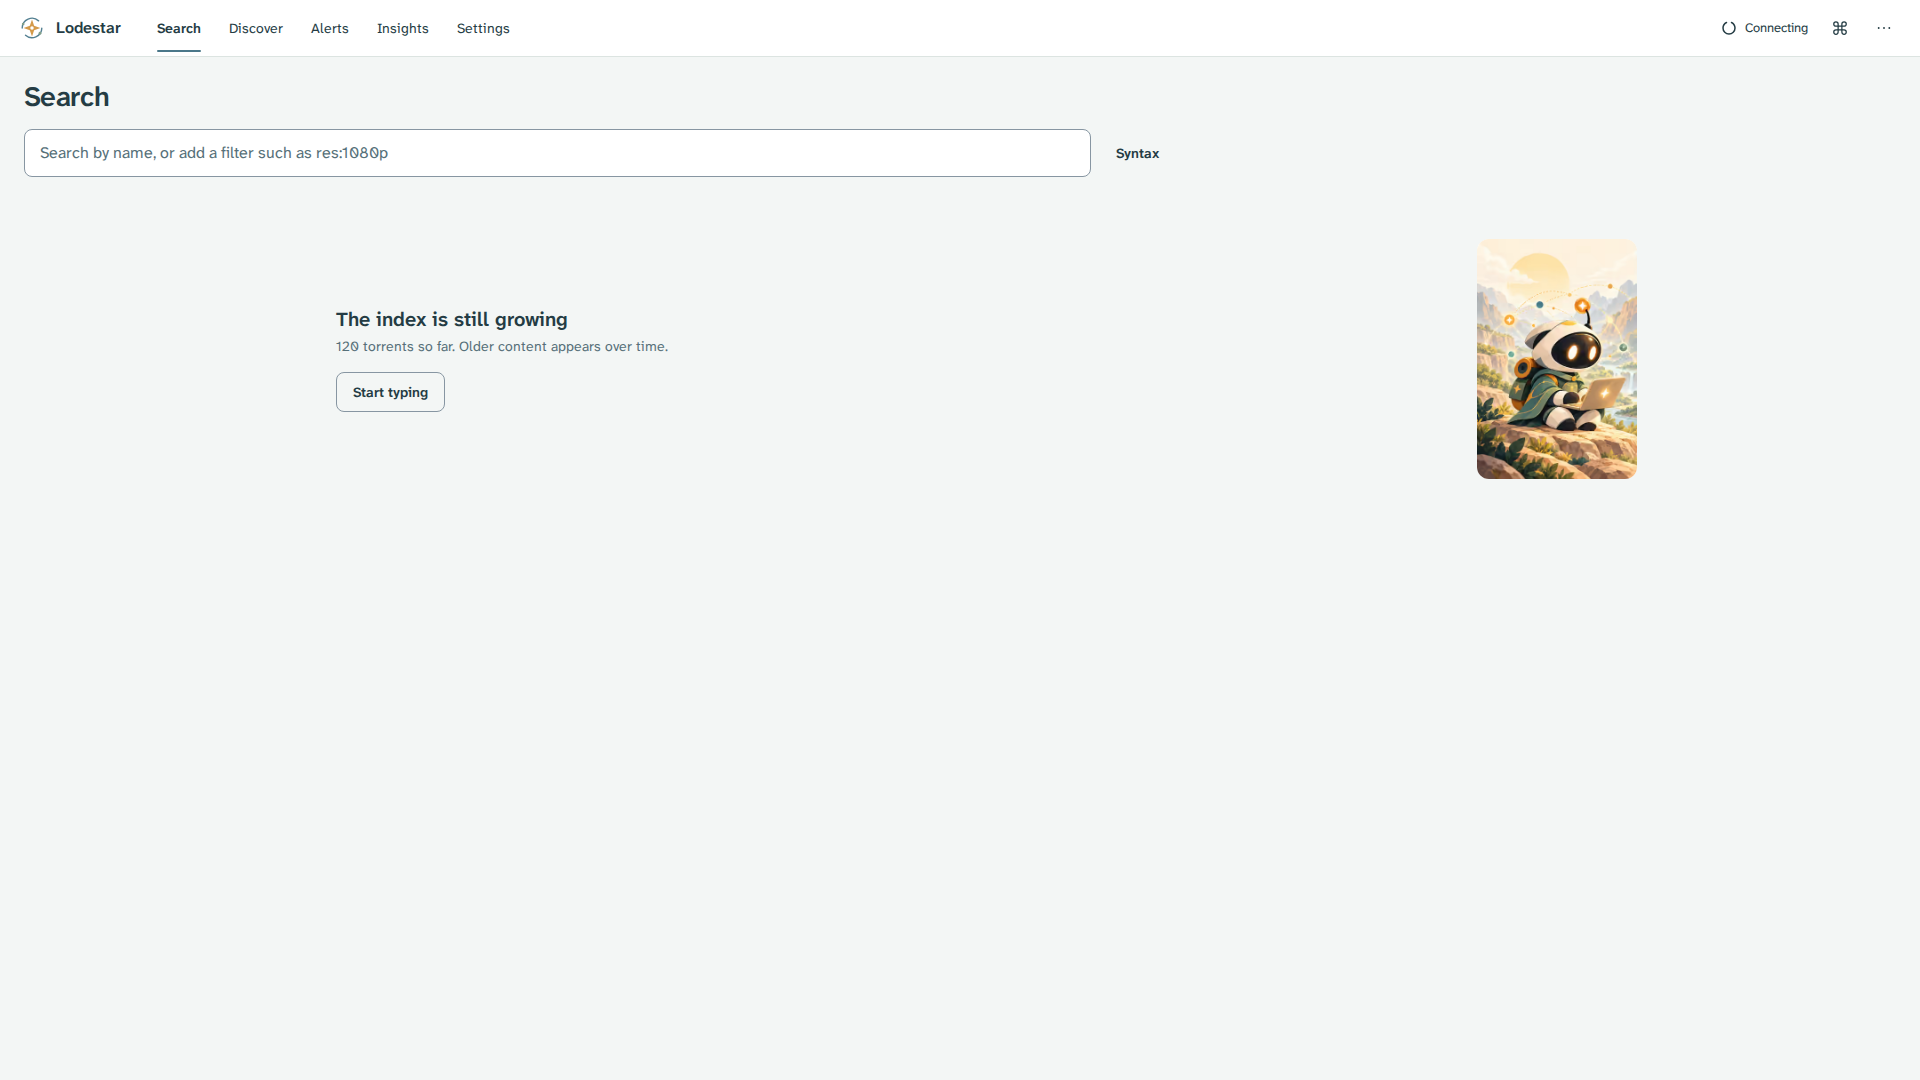 Lodestar
Search
Discover
Alerts
Insights
Settings
Connecting
Search
Search by name, or add a filter such as res:1080p
Syntax
The index is still growing
120 torrents so far. Older content appears over time.
Start typing